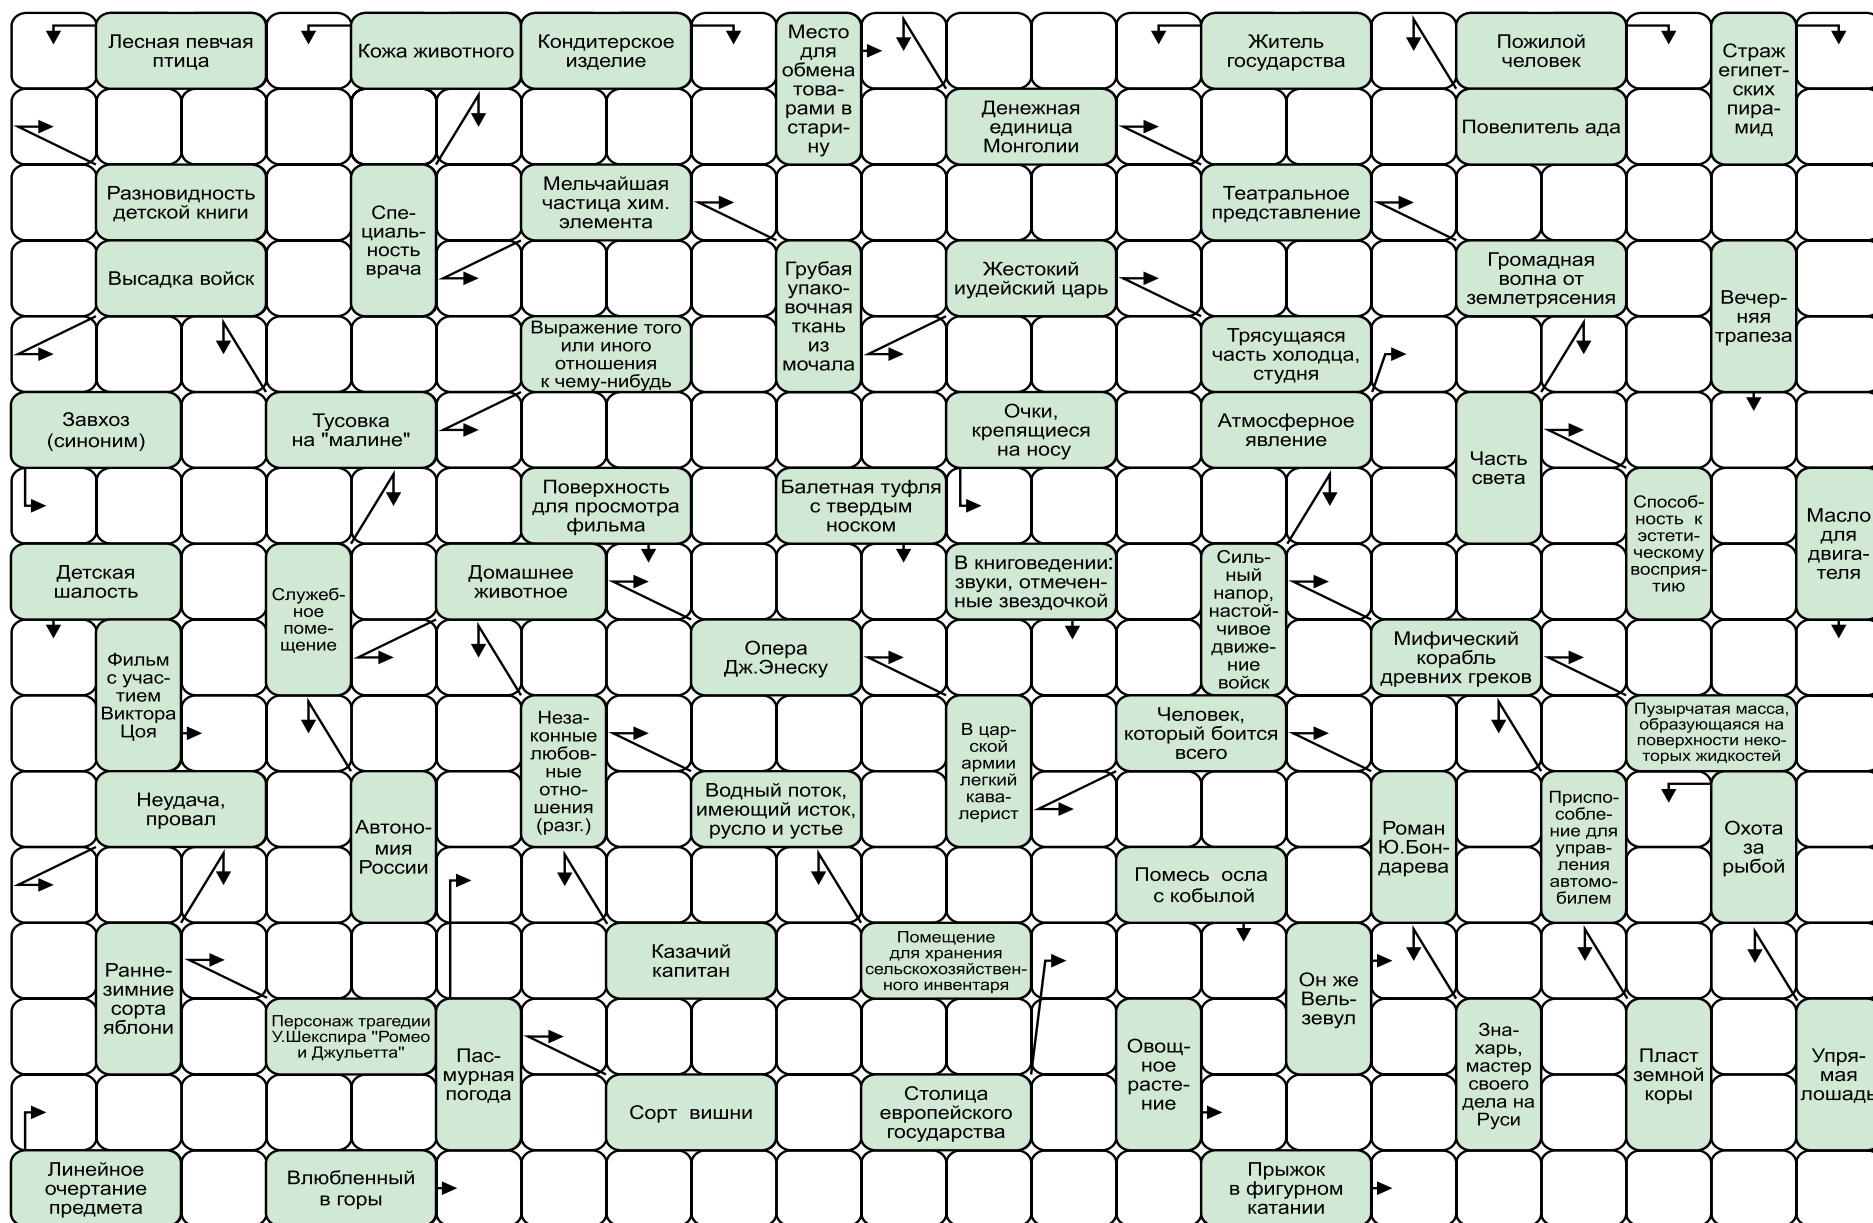 Лесная певчая
птица
Кожа животного
Кондитерское
изделие
Место
для
обмена
това-
рами в
стари-
ну
Житель
государства
Пожилой
человек
Страж
египет-
ских
пира-
мид
Денежная
единица
Монголии
Повелитель ада
Разновидность
детской книги
Спе-
циаль-
ность
врача
Мельчайшая
частица хим.
элемента
Театральное
представление
Высадка войск
Грубая
упако-
вочная
ткань
из
мочала
Жестокий
иудейский царь
Громадная
волна от
землетрясения
Вечер-
няя
трапеза
Выражение того
или иного
отношения
к чему-нибудь
Трясущаяся
часть холодца,
студня
Завхоз
(синоним)
Тусовка
на "малине"
Очки,
крепящиеся
на носу
Атмосферное
явление
Часть
света
Поверхность
для просмотра
фильма
Балетная туфля
с твердым
носком
Способ-
ность к
эстети-
ческому
восприя-
тию
Масло
для
двига-
теля
Детская
шалость
Служеб-
ное
поме-
щение
Домашнее
животное
В книговедении:
звуки, отмечен-
ные звездочкой
Силь-
ный
напор,
настой-
чивое
движе-
ние
войск
Фильм
с учас-
тием
Виктора
Цоя
Опера
Дж.Энеску
Мифический
корабль
древних греков
Неза-
конные
любов-
ные
отно-
шения
(разг.)
В цар-
ской
армии
легкий
кава-
лерист
Человек,
который боится
всего
Пузырчатая масса,
образующаяся на
поверхности неко-
торых жидкостей
Неудача,
провал
Автоно-
мия
России
Водный поток,
имеющий исток,
русло и устье
Роман
Ю.Бон-
дарева
Приспо-
собле-
ние для
управ-
ления
автомо-
билем
Охота
за
рыбой
Помесь осла
с кобылой
Ранне-
зимние
сорта
яблони
Казачий
капитан
Помещение
для хранения
сельскохозяйствен-
ного инвентаря
Он же
Вель-
зевул
Персонаж трагедии
У.Шекспира "Ромео
и Джульетта"
Пас-
мурная
погода
Овощ-
ное
расте-
ние
Зна-
харь,
мастер
своего
дела на
Руси
Пласт
земной
коры
Упря-
мая
лошадь
Сорт вишни
Столица
европейского
государства
Линейное
очертание
предмета
Влюбленный
в горы
Прыжок
в фигурном
катании